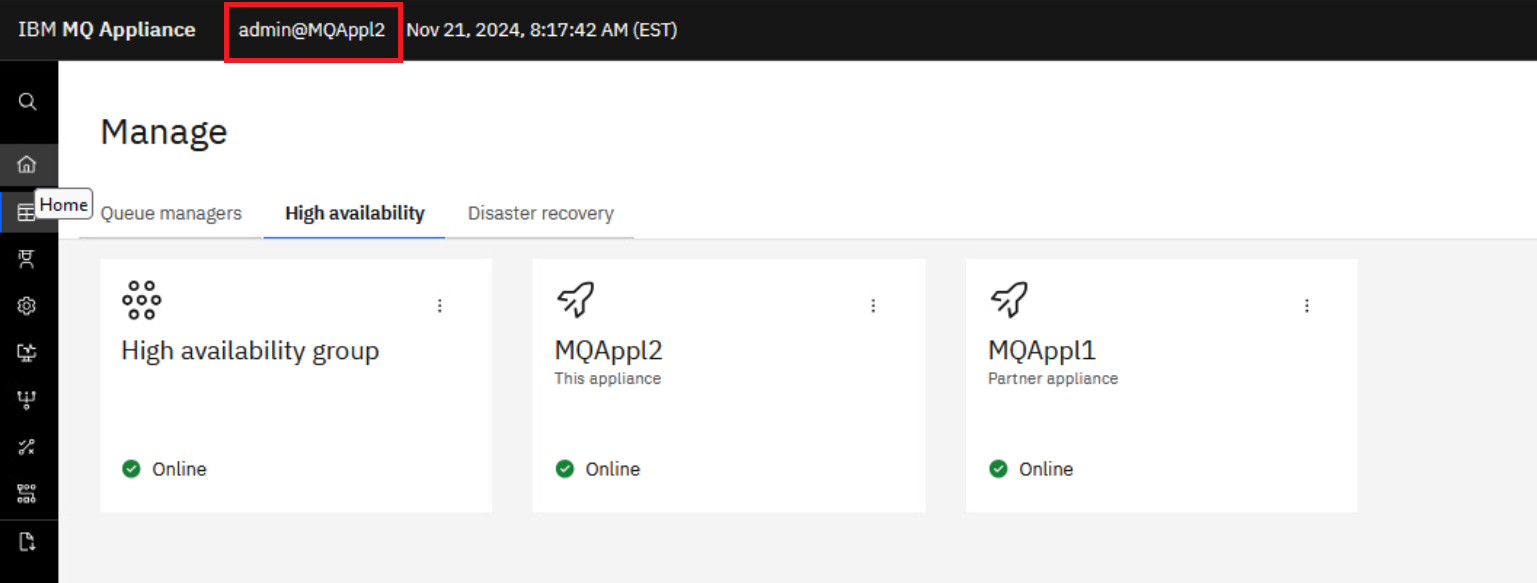 IBM MQ Appliance admin@MQAppl2 Nov 21, 2024, 8:17:42 AM (EST)
Manage
Home
Queue managers High availability Disaster recovery
High availability group
Online
MQAppl2
This appliance
Online
MQAppl1
Partner appliance
Online